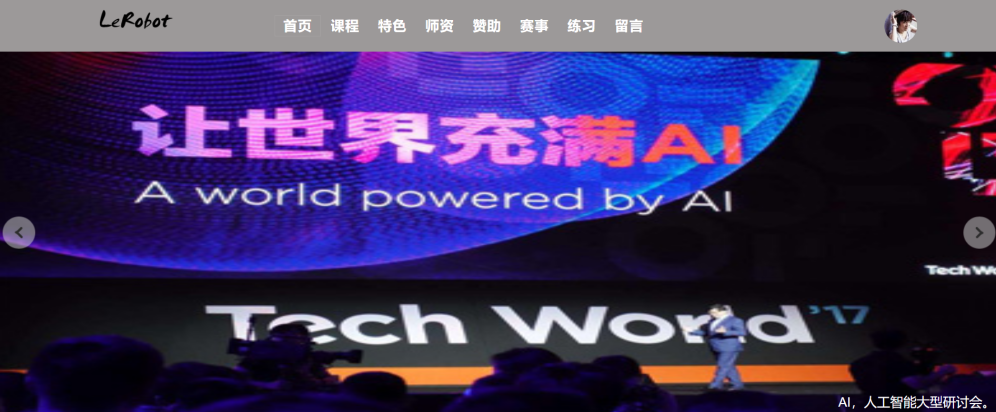 LeRobot
首页 课程 特色 师资 赞助 赛事 练习 留言
让世界充满AI
A world powered by AI
Tech Wo
Tech World '17
AI，人工智能大型研讨会。